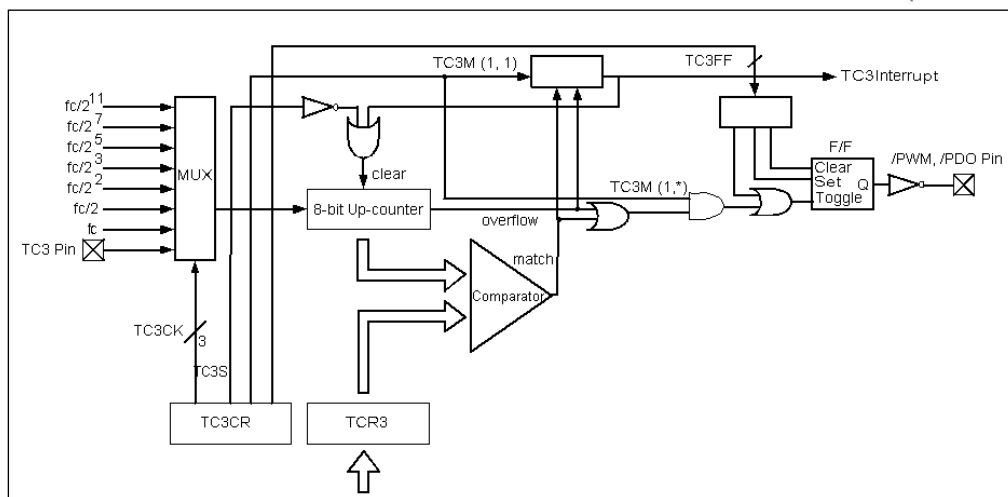 TC3M (1, 1)
TC3FF
TC3 Interrupt
fc/2^11
fc/2^7
fc/2^5
fc/2^3
fc/2^2
fc/2
fc
TC3 Pin
MUX
clear
8-bit Up-counter
overflow
TC3M (1,*)
F/F
Clear
Set
Toggle
Q
/PWM, /PDO Pin
match
Comparator
TC3CK
3
TC3S
TC3CR
TCR3